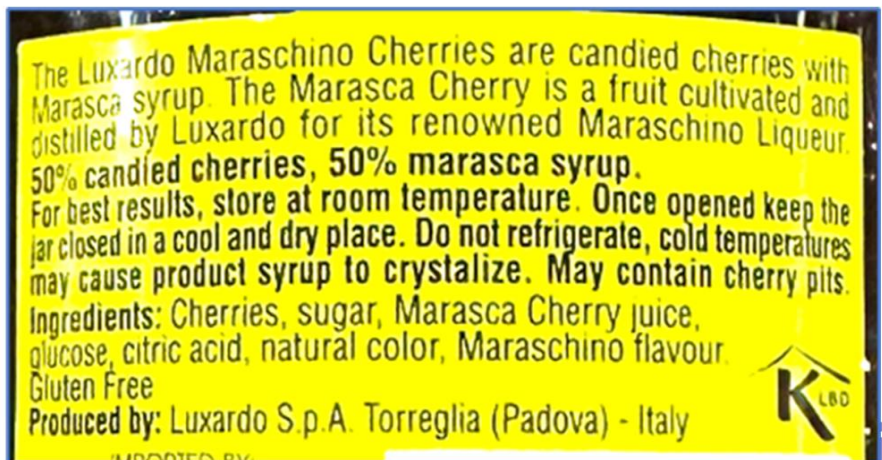 The Luxardo Maraschino Cherries are candied cherries with
Marasca syrup. The Marasca Cherry is a fruit cultivated and
distilled by Luxardo for its renowned Maraschino Liqueur.
50% candied cherries, 50% marasca syrup.
For best results, store at room temperature. Once opened keep the
jar closed in a cool and dry place. Do not refrigerate, cold temperatures
may cause product syrup to crystalize. May contain cherry pits.
Ingredients: Cherries, sugar, Marasca Cherry juice,
glucose, citric acid, natural color, Maraschino flavour.
Gluten Free
K LBD
Produced by: Luxardo S.p.A. Torreglia (Padova) - Italy
IMPORTED BY: